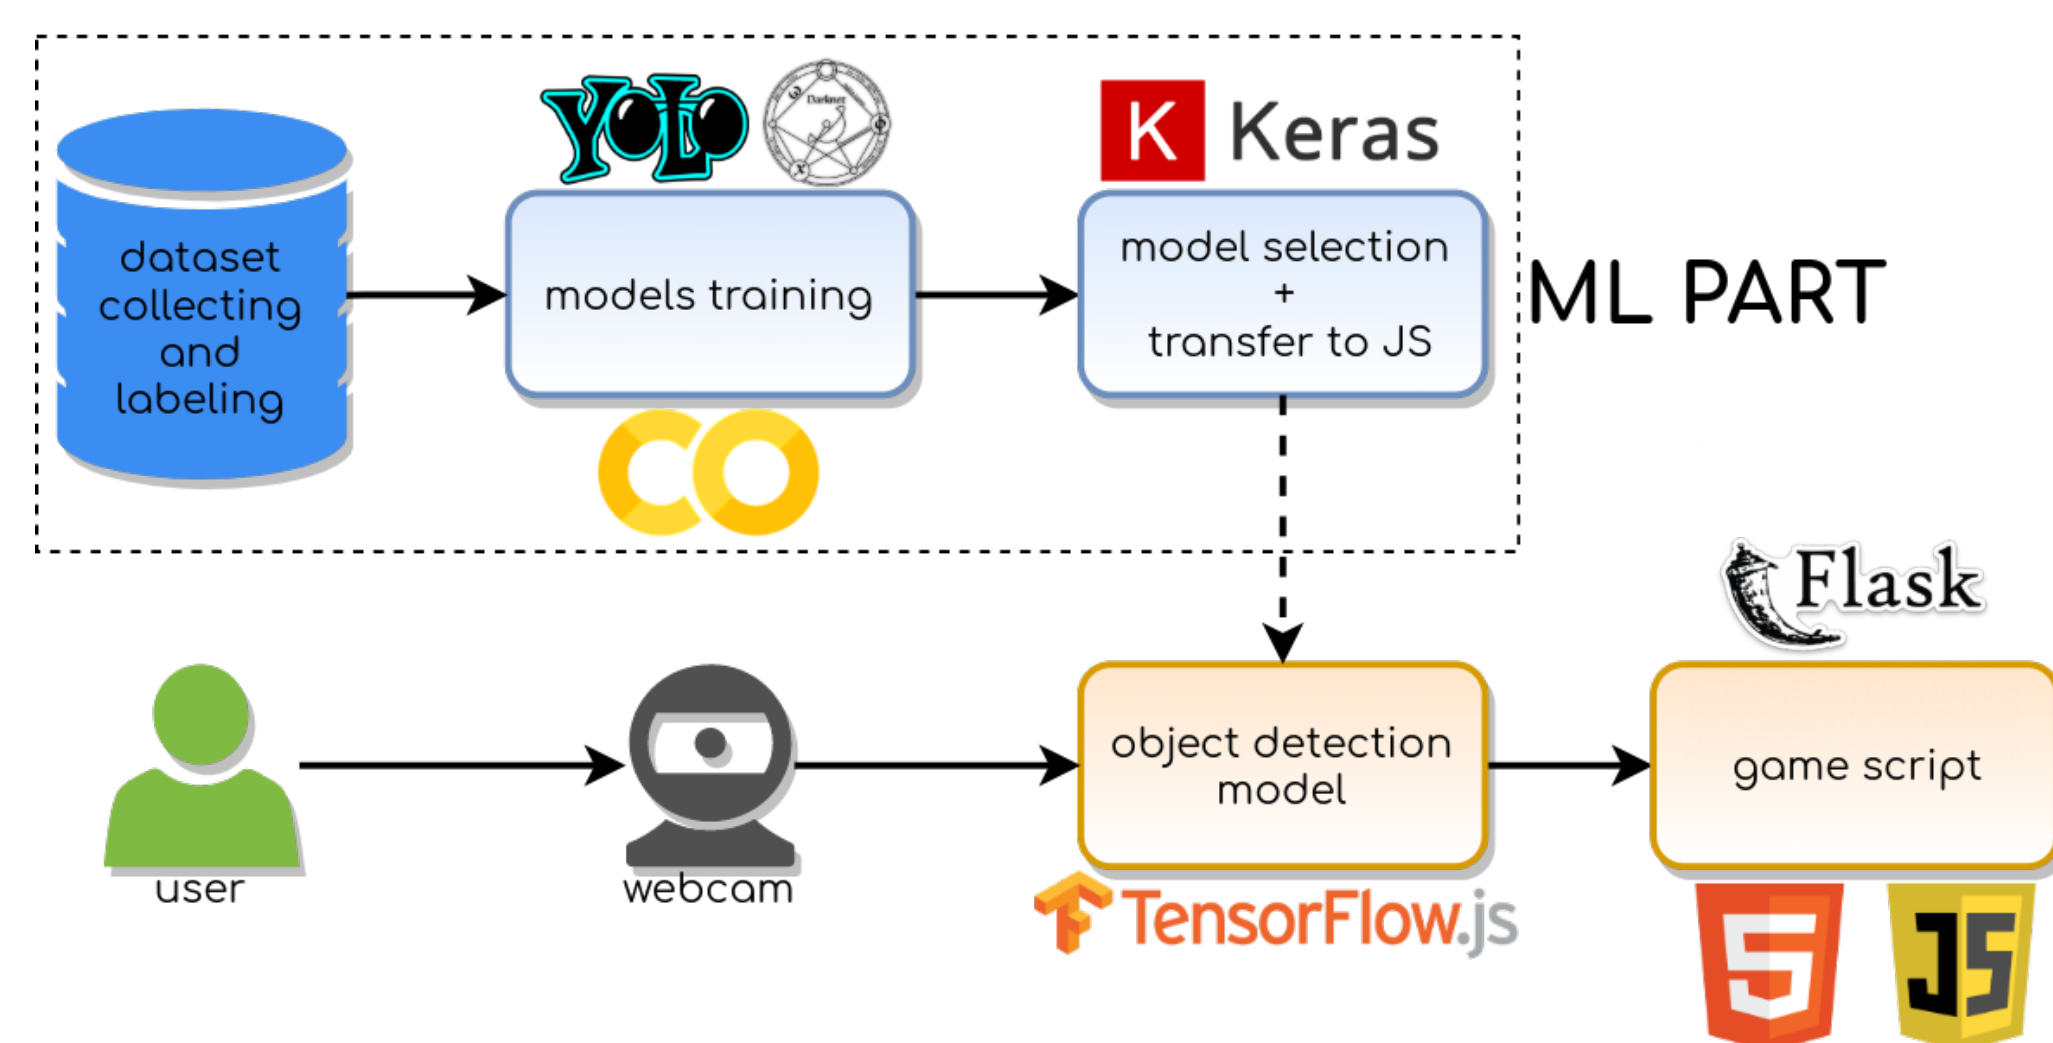 YOLO
Darknet
K Keras
dataset
collecting
and
labeling
models training
model selection
+
transfer to JS
ML PART
CO
Flask
object detection
model
game script
user
webcam
TensorFlow.js
5
JS